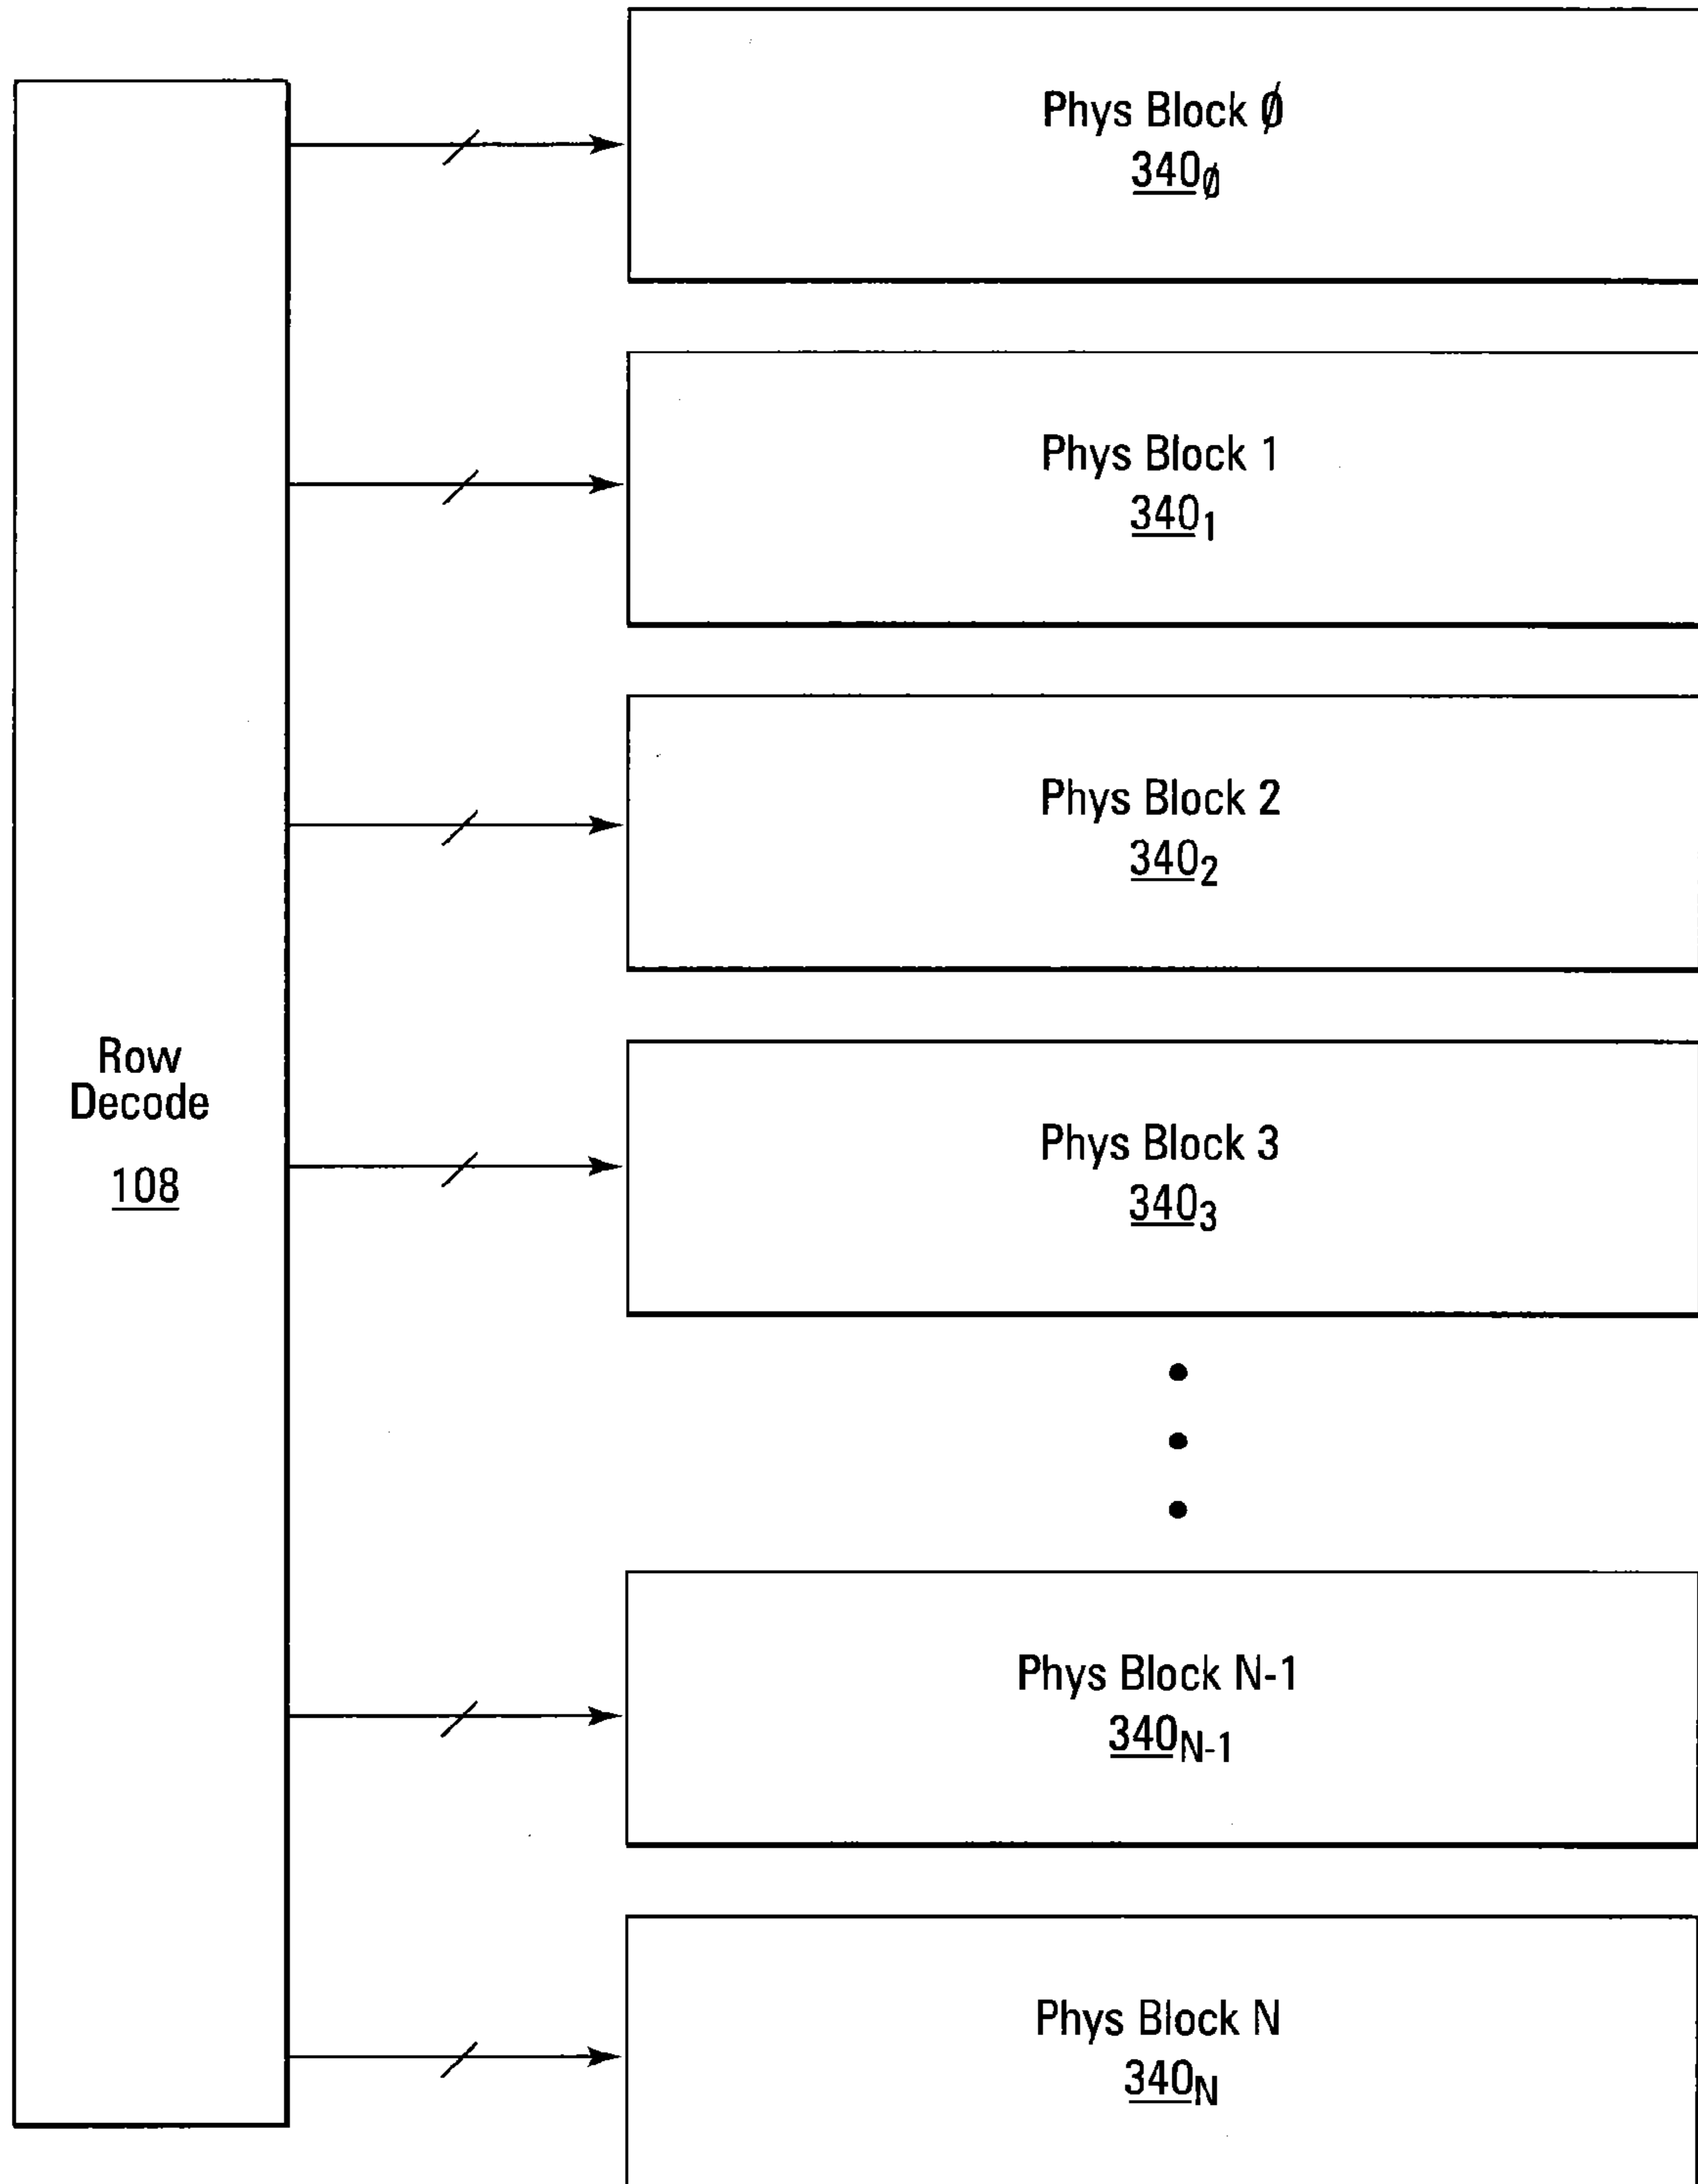 Phys Block Ø
340Ø
Phys Block 1
340₁
Phys Block 2
340₂
Row
Decode
108
Phys Block 3
340₃
Phys Block N-1
340N-1
Phys Block N
340N